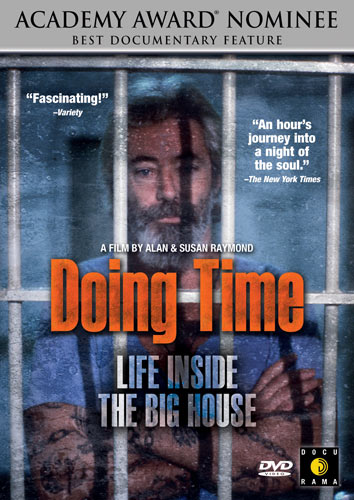 ACADEMY AWARD® NOMINEE
BEST DOCUMENTARY FEATURE
"Fascinating!"
–Variety
"An hour's
journey into
a night of
the soul."
–The New York Times
A FILM BY ALAN & SUSAN RAYMOND
Doing Time
LIFE INSIDE
THE BIG HOUSE
DVD
VIDEO
DOCU
RAMA